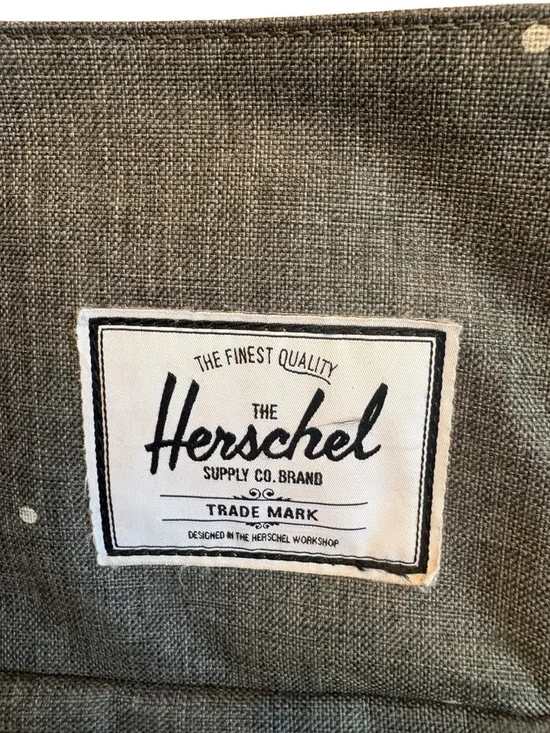 THE FINEST QUALITY
THE
Herschel
SUPPLY CO. BRAND
TRADE MARK
DESIGNED IN THE HERSCHEL WORKSHOP